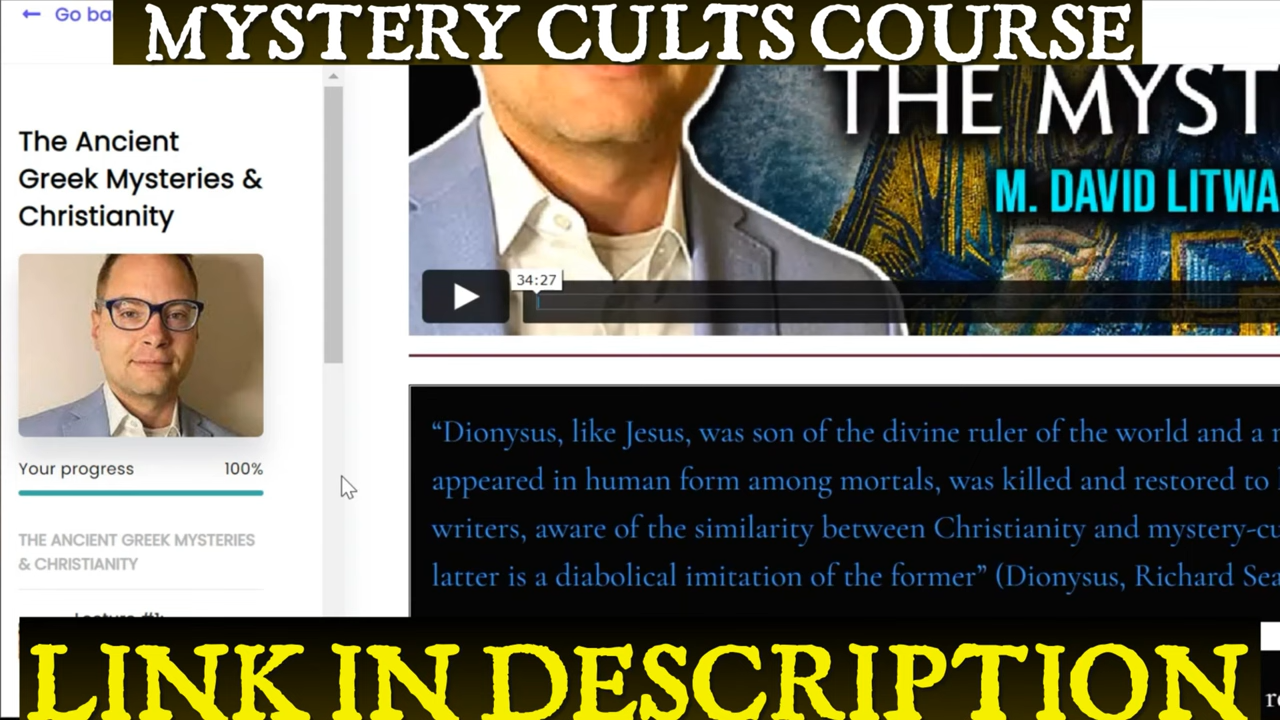 ← Go ba
MYSTERY CULTS COURSE
The Ancient
Greek Mysteries &
Christianity
Your progress 100%
THE ANCIENT GREEK MYSTERIES
& CHRISTIANITY
Lecture #1:
THE MYST
M. DAVID LITWA
34:27
“Dionysus, like Jesus, was son of the divine ruler of the world and a
appeared in human form among mortals, was killed and restored to
writers, aware of the similarity between Christianity and mystery-cu
latter is a diabolical imitation of the former” (Dionysus, Richard Sea
LINK IN DESCRIPTION